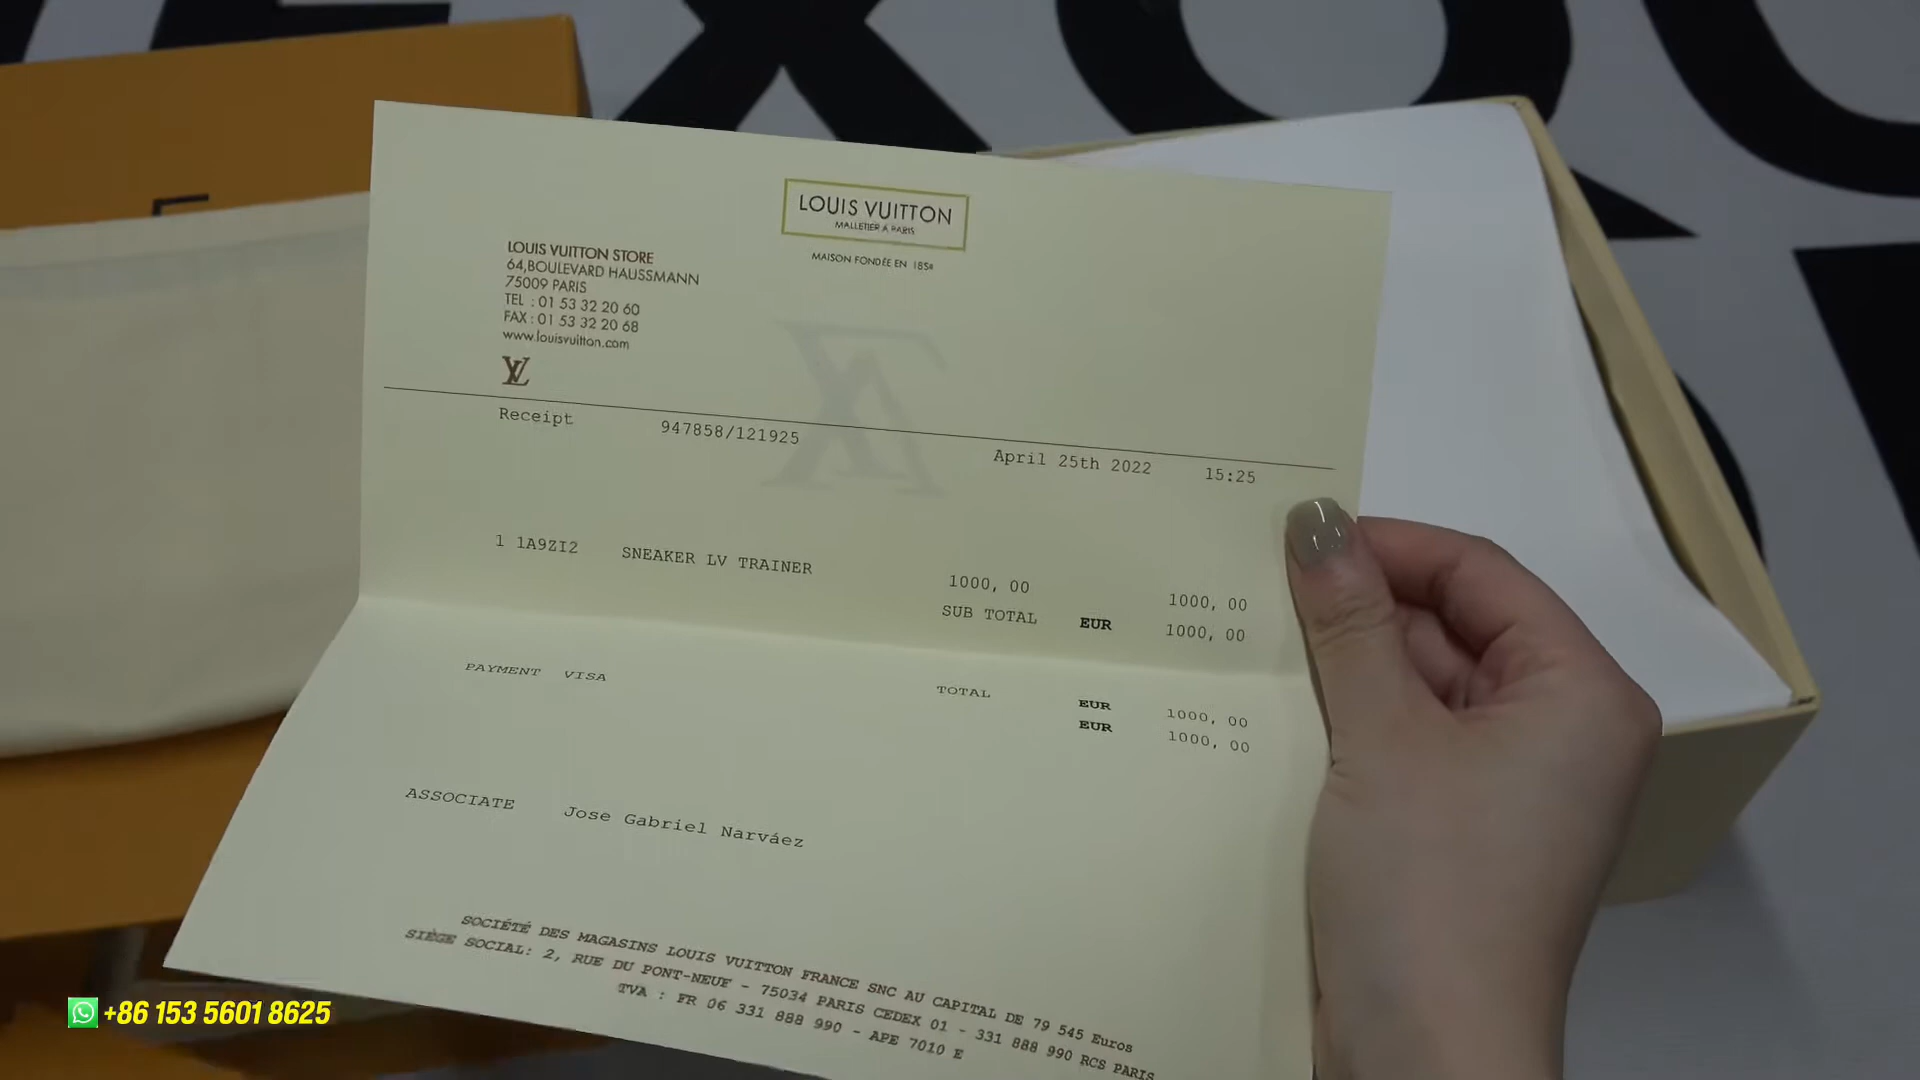 LOUIS VUITTON
MALLETIER A PARIS
MAISON FONDÉE EN 1854
LOUIS VUITTON STORE
64,BOULEVARD HAUSSMANN
75009 PARIS
TEL : 01 53 32 20 60
FAX : 01 53 32 20 68
www.louisvuitton.com
LV
Receipt 947858/121925 April 25th 2022 15:25
1 1A9ZI2 SNEAKER LV TRAINER 1000, 00 1000, 00
SUB TOTAL EUR 1000, 00
PAYMENT VISA TOTAL EUR 1000, 00
EUR 1000, 00
ASSOCIATE Jose Gabriel Narváez
SOCIÉTÉ DES MAGASINS LOUIS VUITTON FRANCE SNC AU CAPITAL DE 79 545 Euros
SIÈGE SOCIAL: 2, RUE DU PONT-NEUF - 75034 PARIS CEDEX 01 - 331 888 990 RCS PARIS
TVA : FR 06 331 888 990 - APE 7010 E
+86 153 5601 8625